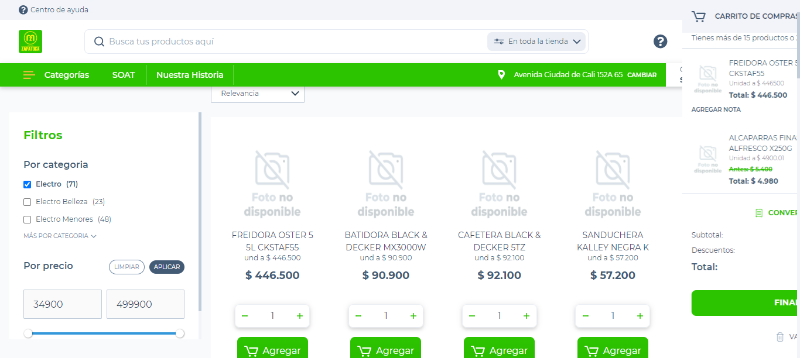 Centro de ayuda
Busca tus productos aquí
En toda la tienda
Categorías
SOAT
Nuestra Historia
Avenida Ciudad de Cali 152A 65 CAMBIAR
Relevancia
Filtros
Por categoría
Electro (71)
Electro Belleza (23)
Electro Menores (48)
MÁS POR CATEGORIA
Por precio
LIMPIAR
APLICAR
34900
499900
Foto no
disponible
FREIDORA OSTER 5
5L CKSTAF55
und a $ 446.500
$ 446.500
1
Agregar
Foto no
disponible
BATIDORA BLACK &
DECKER MX3000W
und a $ 90.900
$ 90.900
1
Agregar
Foto no
disponible
CAFETERA BLACK &
DECKER 5TZ
und a $ 92.100
$ 92.100
1
Agregar
Foto no
disponible
SANDUCHERA
KALLEY NEGRA K
und a $ 57.200
$ 57.200
1
Agregar
CARRITO DE COMPRAS
Tienes más de 15 productos o
Foto no
disponible
FREIDORA OSTER 5
CKSTAF55
Unidad a $ 446500
Total: $ 446.500
AGREGAR NOTA
Foto no
disponible
ALCAPARRAS FINA
ALFRESCO X250G
Unidad a $ 4900.01
Antes: $ 5.400
Total: $ 4.980
CONVER
Subtotal:
Descuentos:
Total:
FINAL
VA